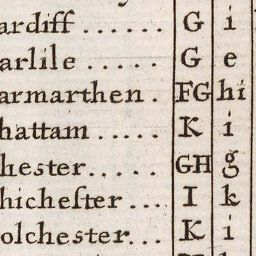 ardiff ...... G i
arlile ...... G e
armarthen . FG hi
hattam ...... K i
hester ..... GH g
hichester ... I k
olchester ... K i